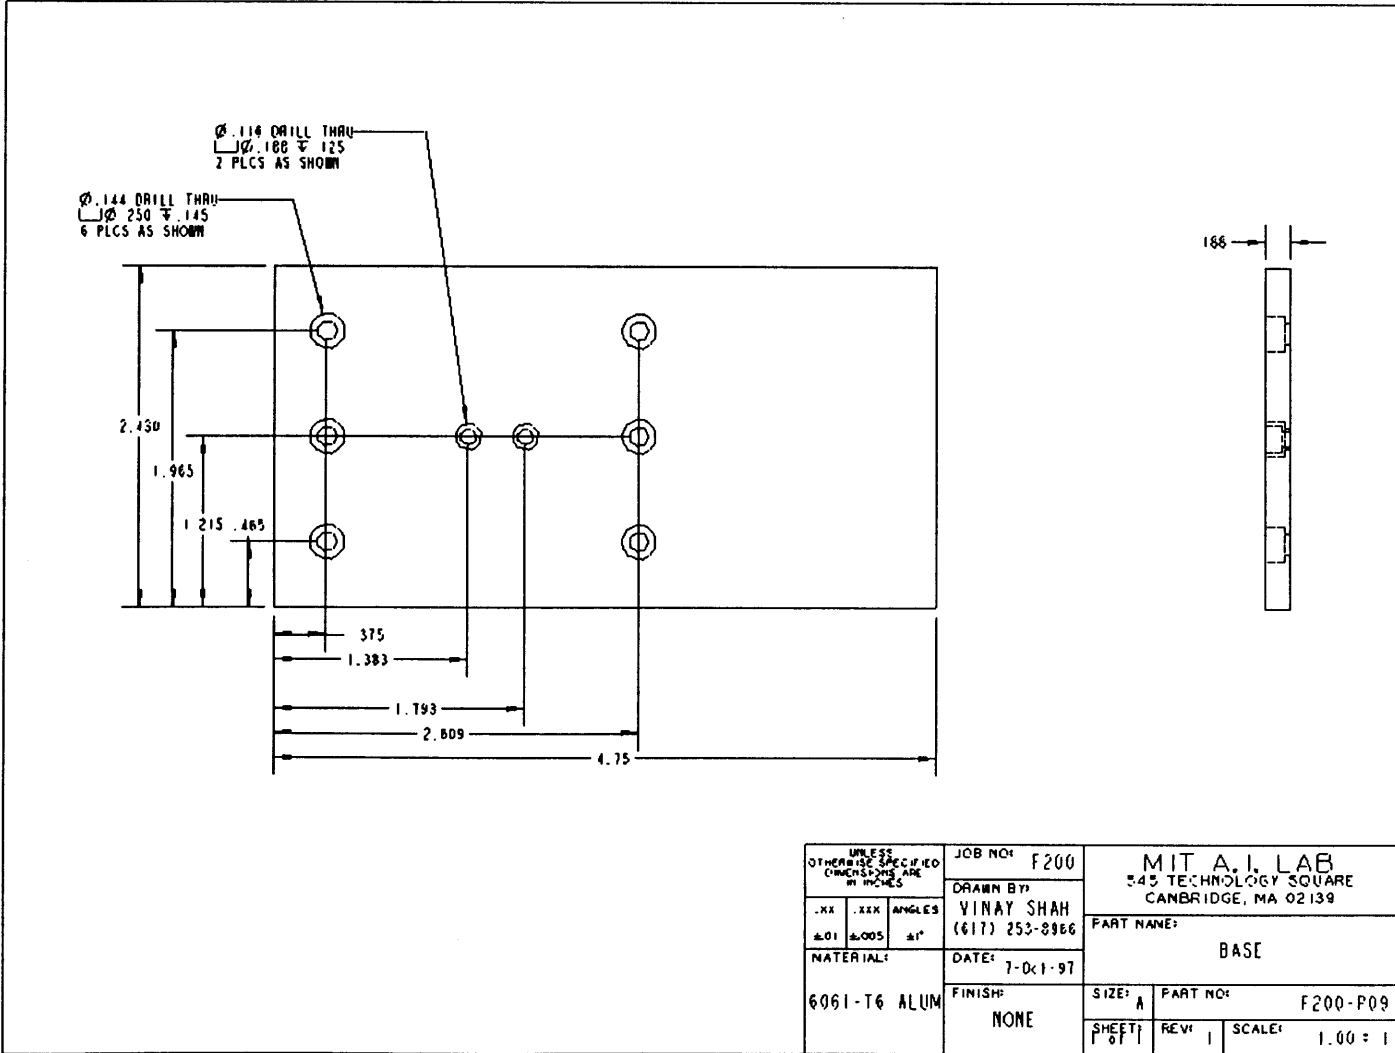 Ø.114 DRILL THRU
⌴Ø.188 ↧ .125
2 PLCS AS SHOWN
Ø.144 DRILL THRU
⌴Ø.250 ↧ .145
6 PLCS AS SHOWN
188
2.430
1.965
1.215 .465
375
1.383
1.793
2.609
4.75
UNLESS
OTHERWISE SPECIFIED
DIMENSIONS ARE
IN INCHES
.XX .XXX ANGLES
±.01 ±.005 ±1°
MATERIAL:
6061-T6 ALUM
JOB NO: F200
DRAWN BY:
VINAY SHAH
(617) 253-8966
DATE: 7-Oct-97
FINISH:
NONE
MIT A.I. LAB
545 TECHNOLOGY SQUARE
CANBRIDGE, MA 02139
PART NAME:
BASE
SIZE: A PART NO: F200-P09
SHEET: 1 of 1 REV: 1 SCALE: 1.00 = 1